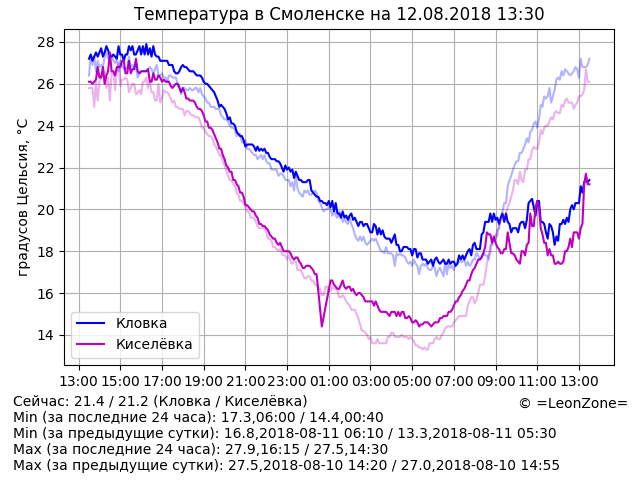 Температура в Смоленске на 12.08.2018 13:30
градусов Цельсия, °C
28
26
24
22
20
18
16
14
Кловка
Киселёвка
13:00 15:00 17:00 19:00 21:00 23:00 01:00 03:00 05:00 07:00 09:00 11:00 13:00
Сейчас: 21.4 / 21.2 (Кловка / Киселёвка)
© =LeonZone=
Min (за последние 24 часа): 17.3,06:00 / 14.4,00:40
Min (за предыдущие сутки): 16.8,2018-08-11 06:10 / 13.3,2018-08-11 05:30
Max (за последние 24 часа): 27.9,16:15 / 27.5,14:30
Max (за предыдущие сутки): 27.5,2018-08-10 14:20 / 27.0,2018-08-10 14:55